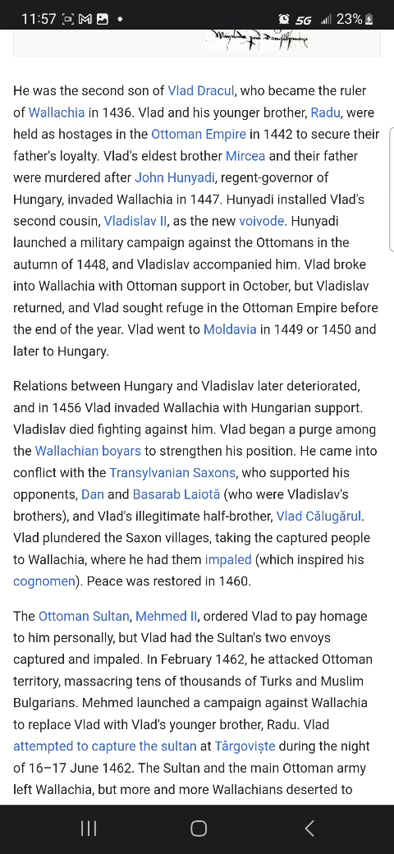 11:57 5G 23%
He was the second son of Vlad Dracul, who became the ruler
of Wallachia in 1436. Vlad and his younger brother, Radu, were
held as hostages in the Ottoman Empire in 1442 to secure their
father's loyalty. Vlad's eldest brother Mircea and their father
were murdered after John Hunyadi, regent-governor of
Hungary, invaded Wallachia in 1447. Hunyadi installed Vlad's
second cousin, Vladislav II, as the new voivode. Hunyadi
launched a military campaign against the Ottomans in the
autumn of 1448, and Vladislav accompanied him. Vlad broke
into Wallachia with Ottoman support in October, but Vladislav
returned, and Vlad sought refuge in the Ottoman Empire before
the end of the year. Vlad went to Moldavia in 1449 or 1450 and
later to Hungary.
Relations between Hungary and Vladislav later deteriorated,
and in 1456 Vlad invaded Wallachia with Hungarian support.
Vladislav died fighting against him. Vlad began a purge among
the Wallachian boyars to strengthen his position. He came into
conflict with the Transylvanian Saxons, who supported his
opponents, Dan and Basarab Laiotă (who were Vladislav's
brothers), and Vlad's illegitimate half-brother, Vlad Călugărul.
Vlad plundered the Saxon villages, taking the captured people
to Wallachia, where he had them impaled (which inspired his
cognomen). Peace was restored in 1460.
The Ottoman Sultan, Mehmed II, ordered Vlad to pay homage
to him personally, but Vlad had the Sultan's two envoys
captured and impaled. In February 1462, he attacked Ottoman
territory, massacring tens of thousands of Turks and Muslim
Bulgarians. Mehmed launched a campaign against Wallachia
to replace Vlad with Vlad's younger brother, Radu. Vlad
attempted to capture the sultan at Târgoviște during the night
of 16–17 June 1462. The Sultan and the main Ottoman army
left Wallachia, but more and more Wallachians deserted to